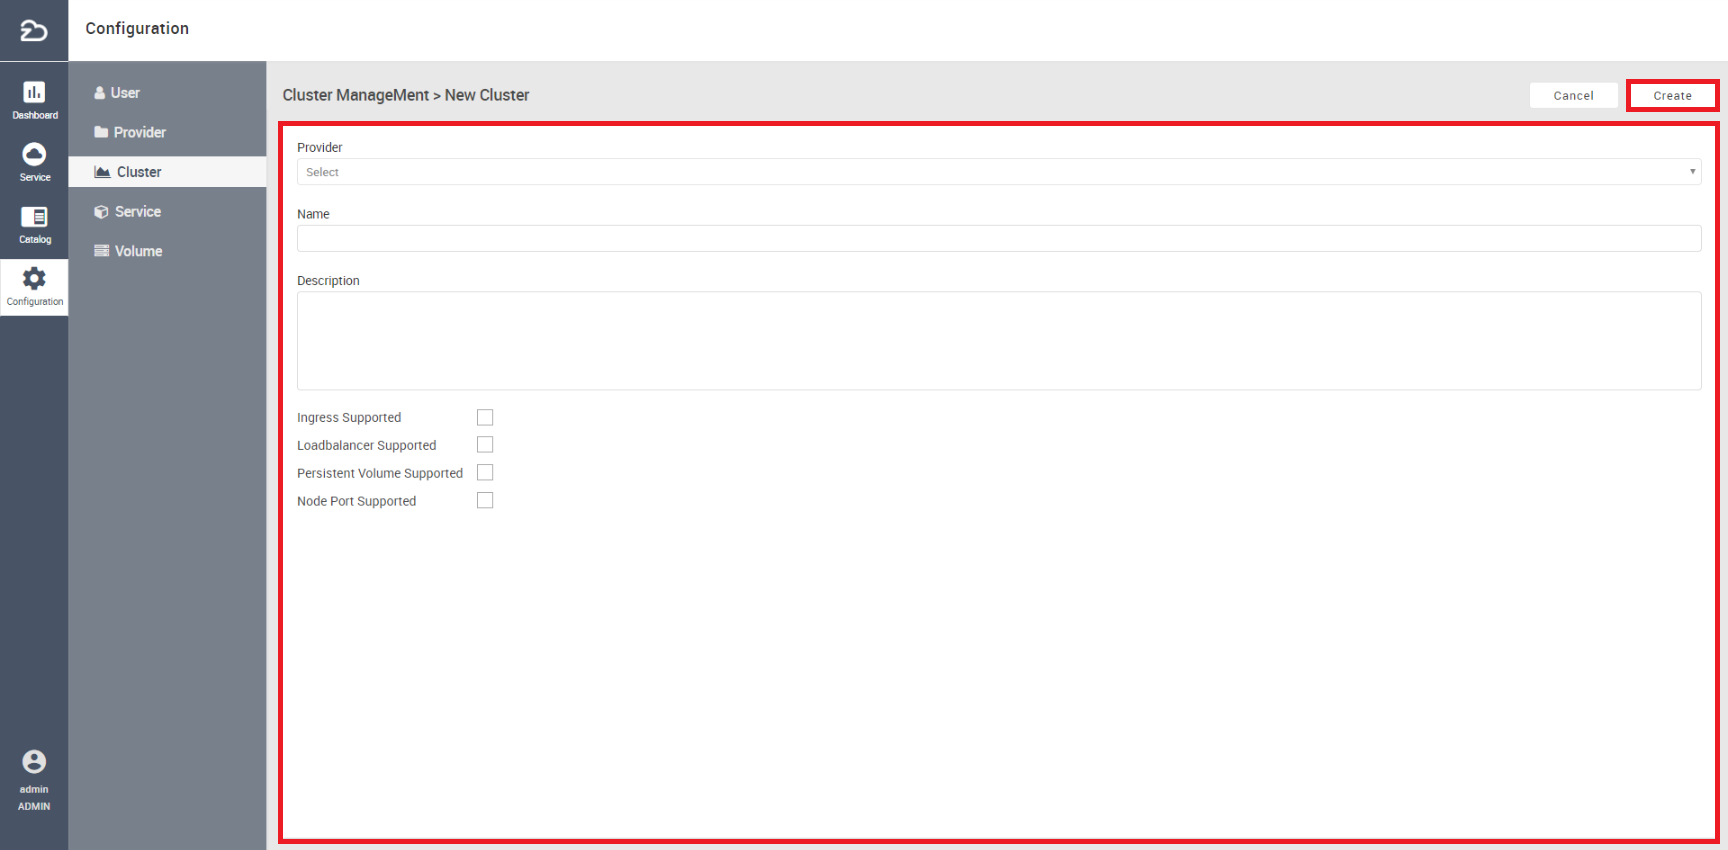 Configuration
Dashboard
Service
Catalog
Configuration
admin
ADMIN
User
Provider
Cluster
Service
Volume
Cluster ManageMent > New Cluster
Cancel
Create
Provider
Select
Name
Description
Ingress Supported
Loadbalancer Supported
Persistent Volume Supported
Node Port Supported